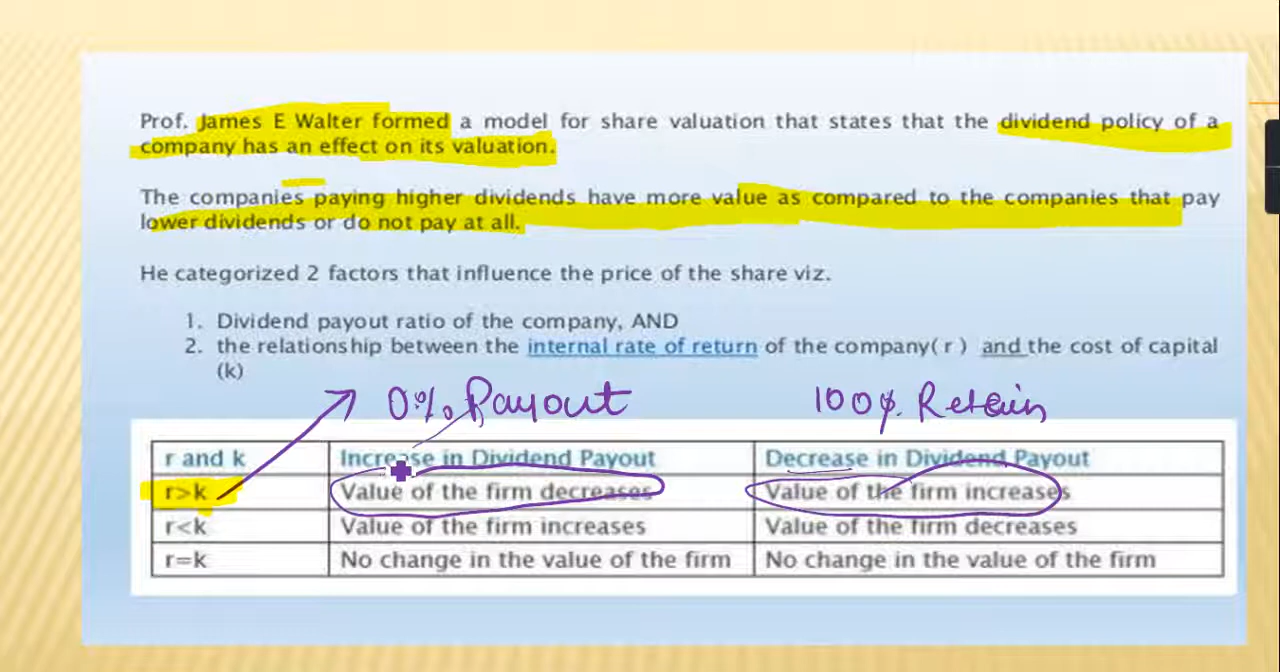 Prof. James E Walter formed a model for share valuation that states that the dividend policy of a
company has an effect on its valuation.
The companies paying higher dividends have more value as compared to the companies that pay
lower dividends or do not pay at all.
He categorized 2 factors that influence the price of the share viz.
1. Dividend payout ratio of the company, AND
2. the relationship between the internal rate of return of the company( r ) and the cost of capital
(k)
0% Payout 100% Retain
r and k Increase in Dividend Payout Decrease in Dividend Payout
r>k Value of the firm decreases Value of the firm increases
r<k Value of the firm increases Value of the firm decreases
r=k No change in the value of the firm No change in the value of the firm